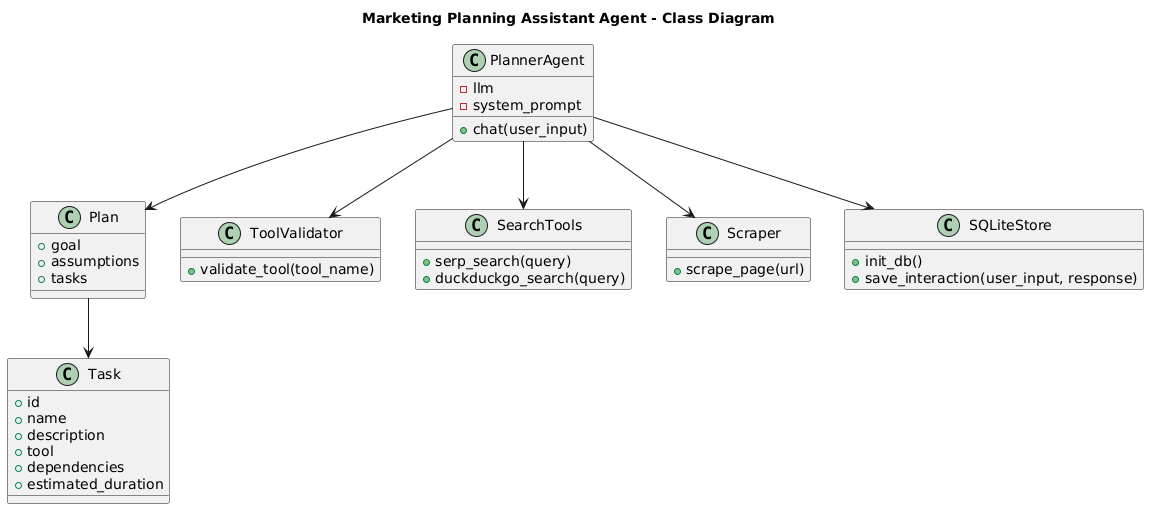 Marketing Planning Assistant Agent - Class Diagram
C PlannerAgent
llm
system_prompt
chat(user_input)
C Plan
goal
assumptions
tasks
C ToolValidator
validate_tool(tool_name)
C SearchTools
serp_search(query)
duckduckgo_search(query)
C Scraper
scrape_page(url)
C SQLiteStore
init_db()
save_interaction(user_input, response)
C Task
id
name
description
tool
dependencies
estimated_duration